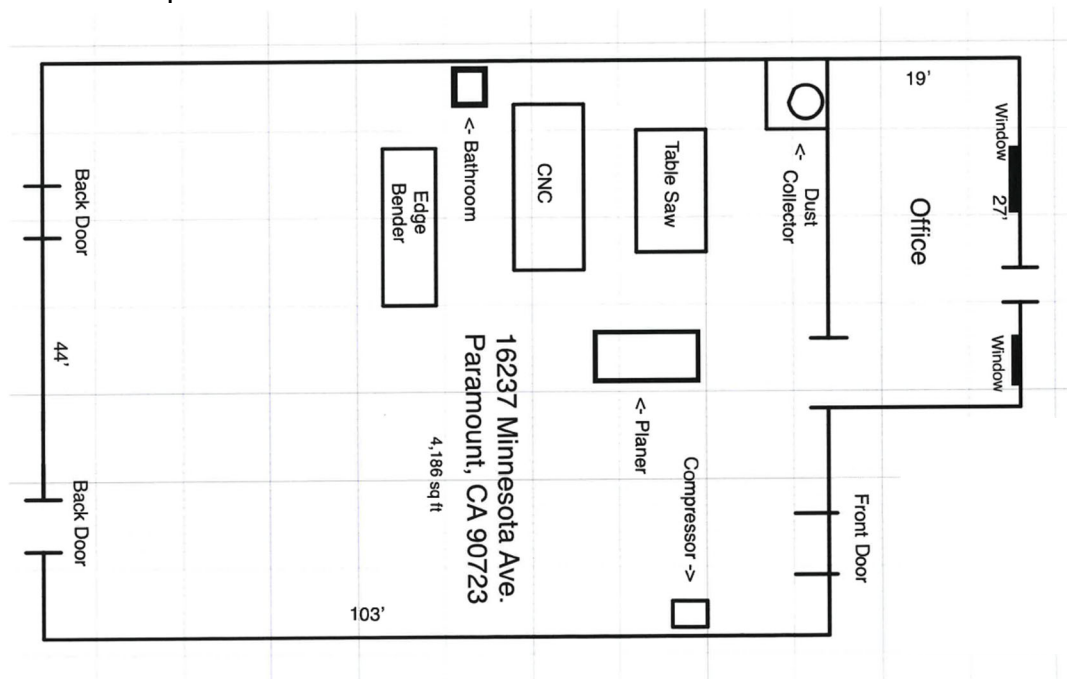 19'
Window
27'
Window
Office
Dust
<- Collector
Table Saw
CNC
<- Bathroom
Edge
Bender
Back Door
44'
Back Door
<- Planer
Compressor ->
Front Door
16237 Minnesota Ave.
Paramount, CA 90723
4,186 sq ft
103'